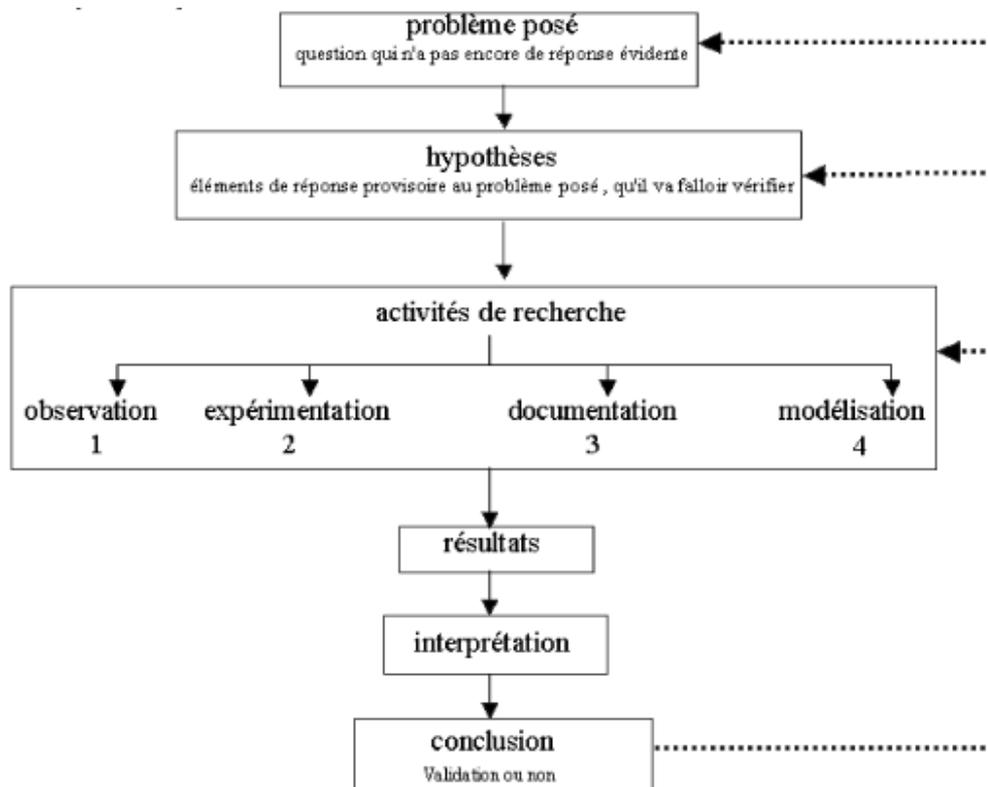 problème posé
question qui n'a pas encore de réponse évidente
hypothèses
éléments de réponse provisoire au problème posé , qu'il va falloir vérifier
activités de recherche
observation expérimentation documentation modélisation
1 2 3 4
résultats
interprétation
conclusion
Validation ou non